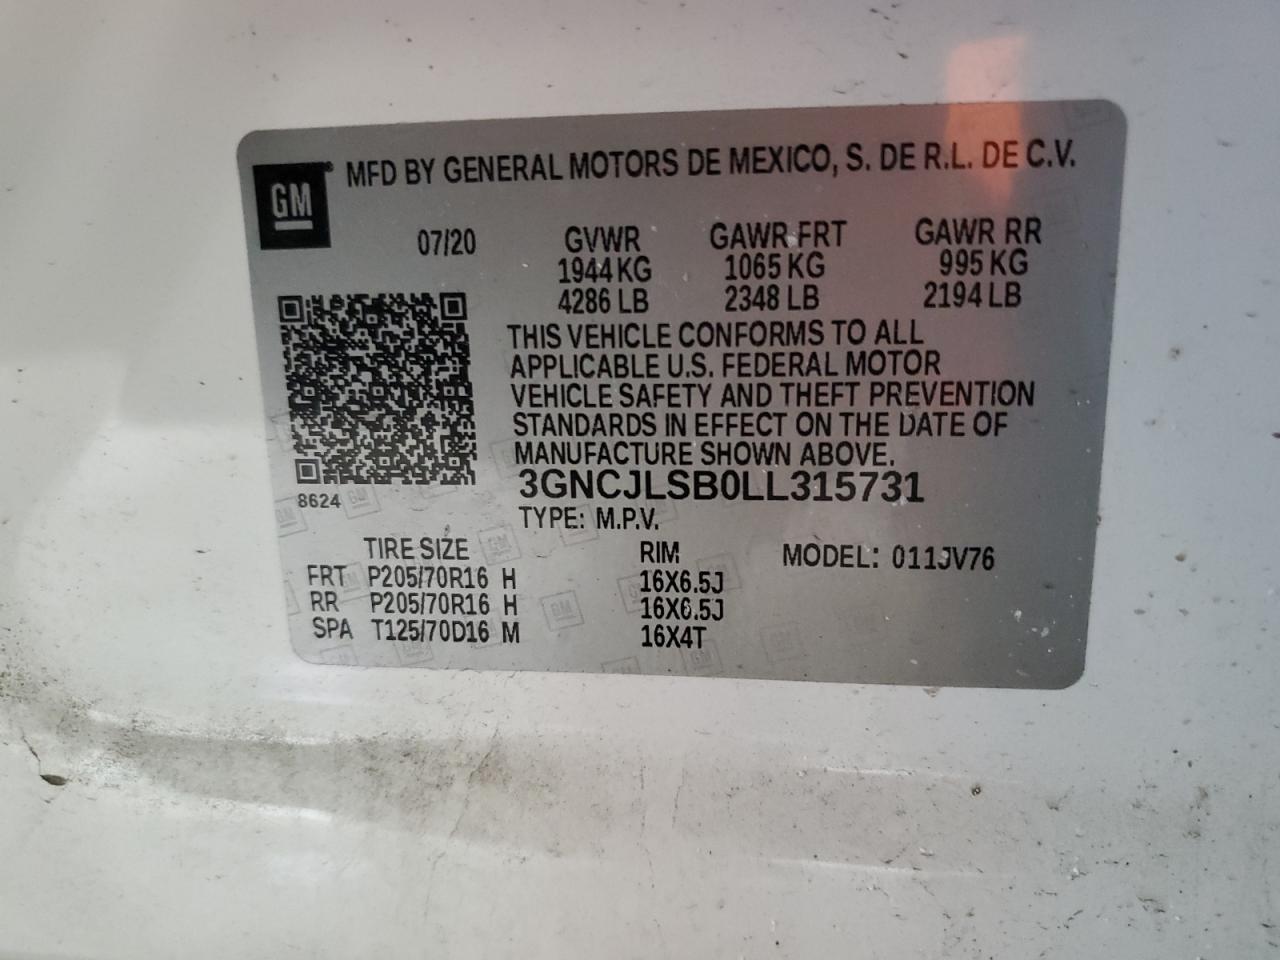 GM® MFD BY GENERAL MOTORS DE MEXICO, S. DE R.L. DE C.V.
07/20 GVWR GAWR FRT GAWR RR
1944 KG 1065 KG 995 KG
4286 LB 2348 LB 2194 LB
THIS VEHICLE CONFORMS TO ALL
APPLICABLE U.S. FEDERAL MOTOR
VEHICLE SAFETY AND THEFT PREVENTION
STANDARDS IN EFFECT ON THE DATE OF
MANUFACTURE SHOWN ABOVE.
3GNCJLSB0LL315731
8624
TYPE: M.P.V.
TIRE SIZE RIM MODEL: 011JV76
FRT P205/70R16 H 16X6.5J
RR P205/70R16 H 16X6.5J
SPA T125/70D16 M 16X4T